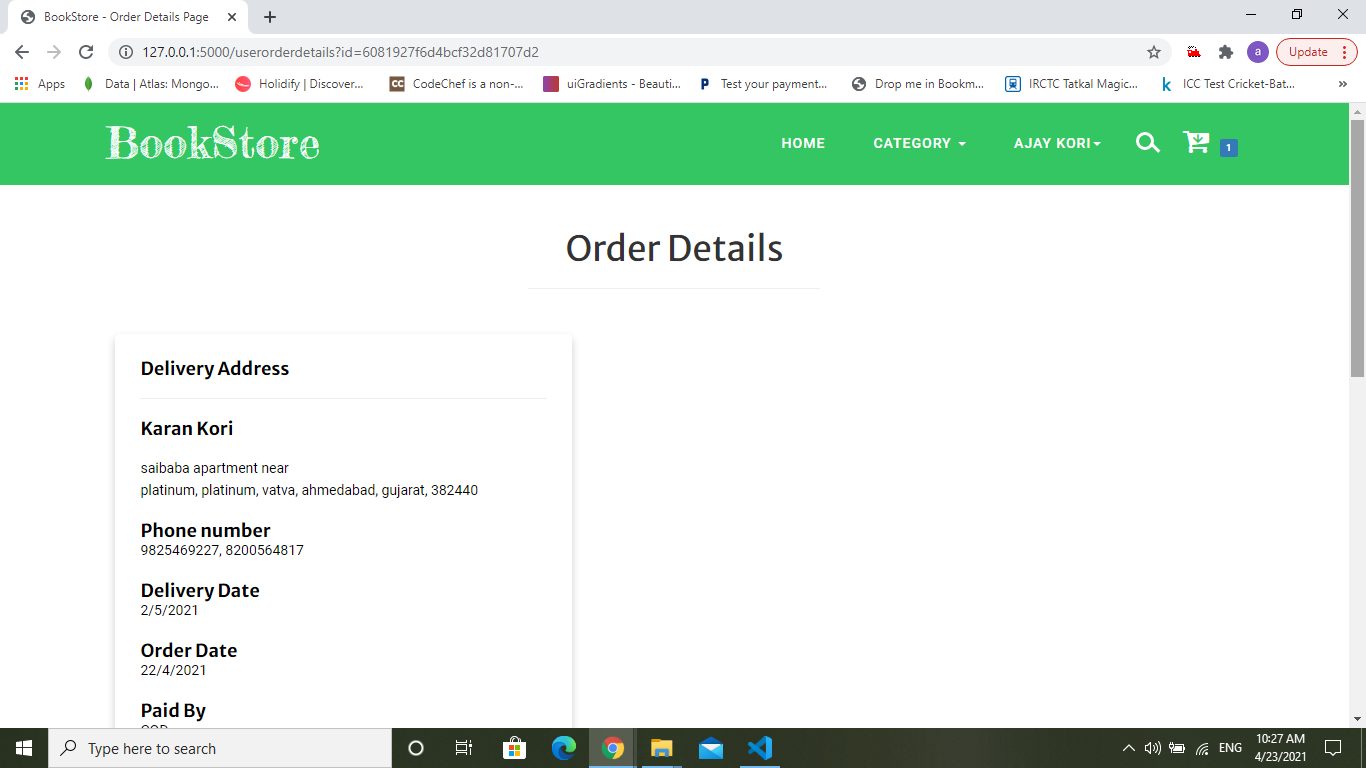 BookStore - Order Details Page
127.0.0.1:5000/userorderdetails?id=6081927f6d4bcf32d81707d2
a
Update
Apps
Data | Atlas: Mongo...
Holidify | Discover...
CC
CodeChef is a non-...
uiGradients - Beauti...
P
Test your payment...
Drop me in Bookm...
IRCTC Tatkal Magic...
k
ICC Test Cricket-Bat...
»
BookStore
HOME
CATEGORY
AJAY KORI
1
Order Details
Delivery Address
Karan Kori
saibaba apartment near
platinum, platinum, vatva, ahmedabad, gujarat, 382440
Phone number
9825469227, 8200564817
Delivery Date
2/5/2021
Order Date
22/4/2021
Paid By
Type here to search
ENG
10:27 AM
4/23/2021